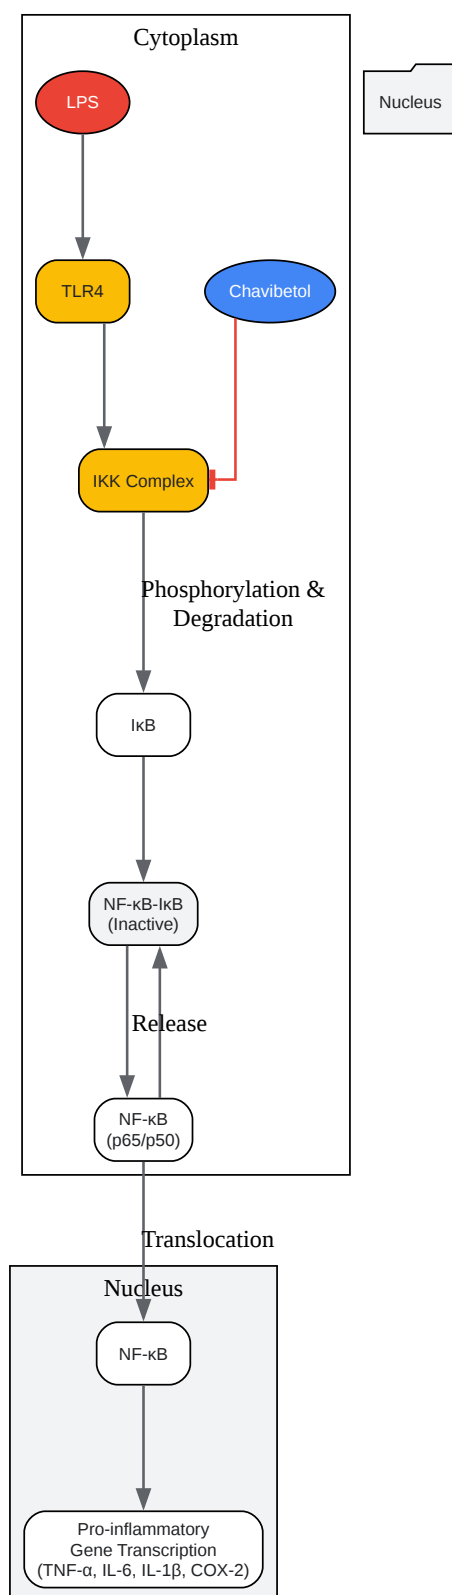 Cytoplasm
LPS
Nucleus
TLR4
Chavibetol
IKK Complex
Phosphorylation &
Degradation
IκB
NF-κB-IκB
(Inactive)
Release
NF-κB
(p65/p50)
Translocation
Nucleus
NF-κB
Pro-inflammatory
Gene Transcription
(TNF-α, IL-6, IL-1β, COX-2)